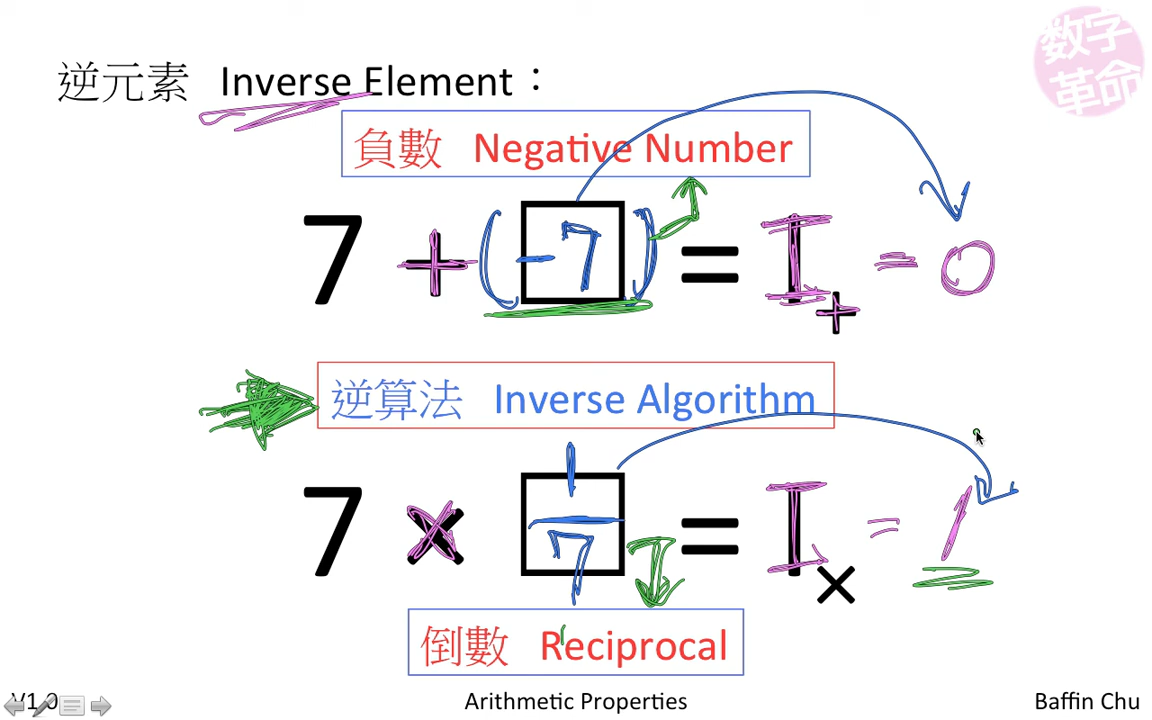 逆元素 Inverse Element：
数字
革命
負數 Negative Number
7 + (-7) = I+ = 0
逆算法 Inverse Algorithm
7 × 1/7 = I× = 1
倒數 Reciprocal
V1.0
Arithmetic Properties
Baffin Chu